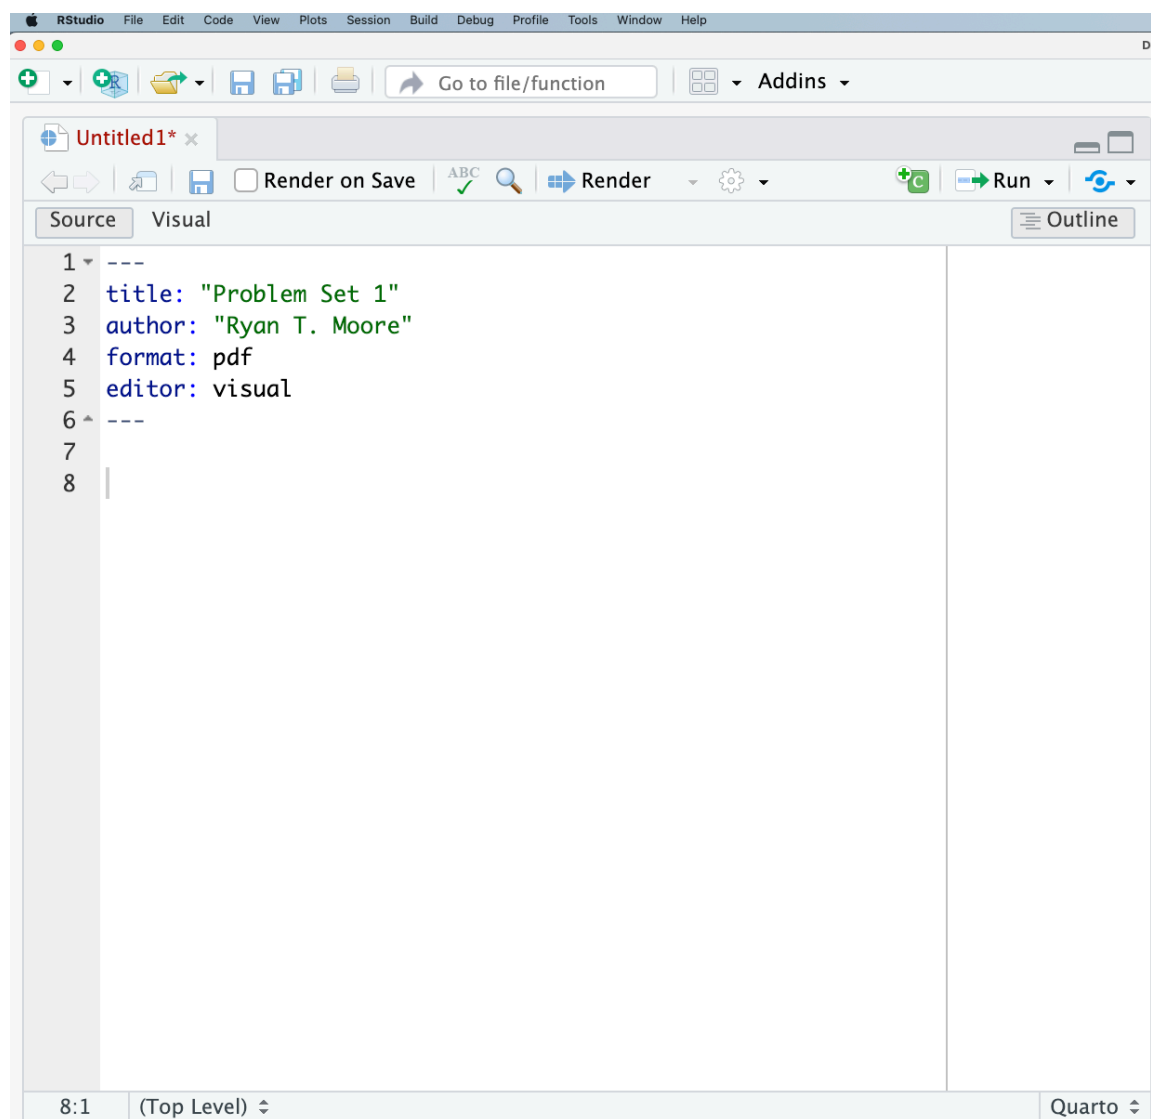 RStudio File Edit Code View Plots Session Build Debug Profile Tools Window Help
D
R Go to file/function Addins
Untitled1* ×
Render on Save ABC Render C Run
Source Visual Outline
1 ---
2 title: "Problem Set 1"
3 author: "Ryan T. Moore"
4 format: pdf
5 editor: visual
6 ---
7
8
8:1 (Top Level) Quarto